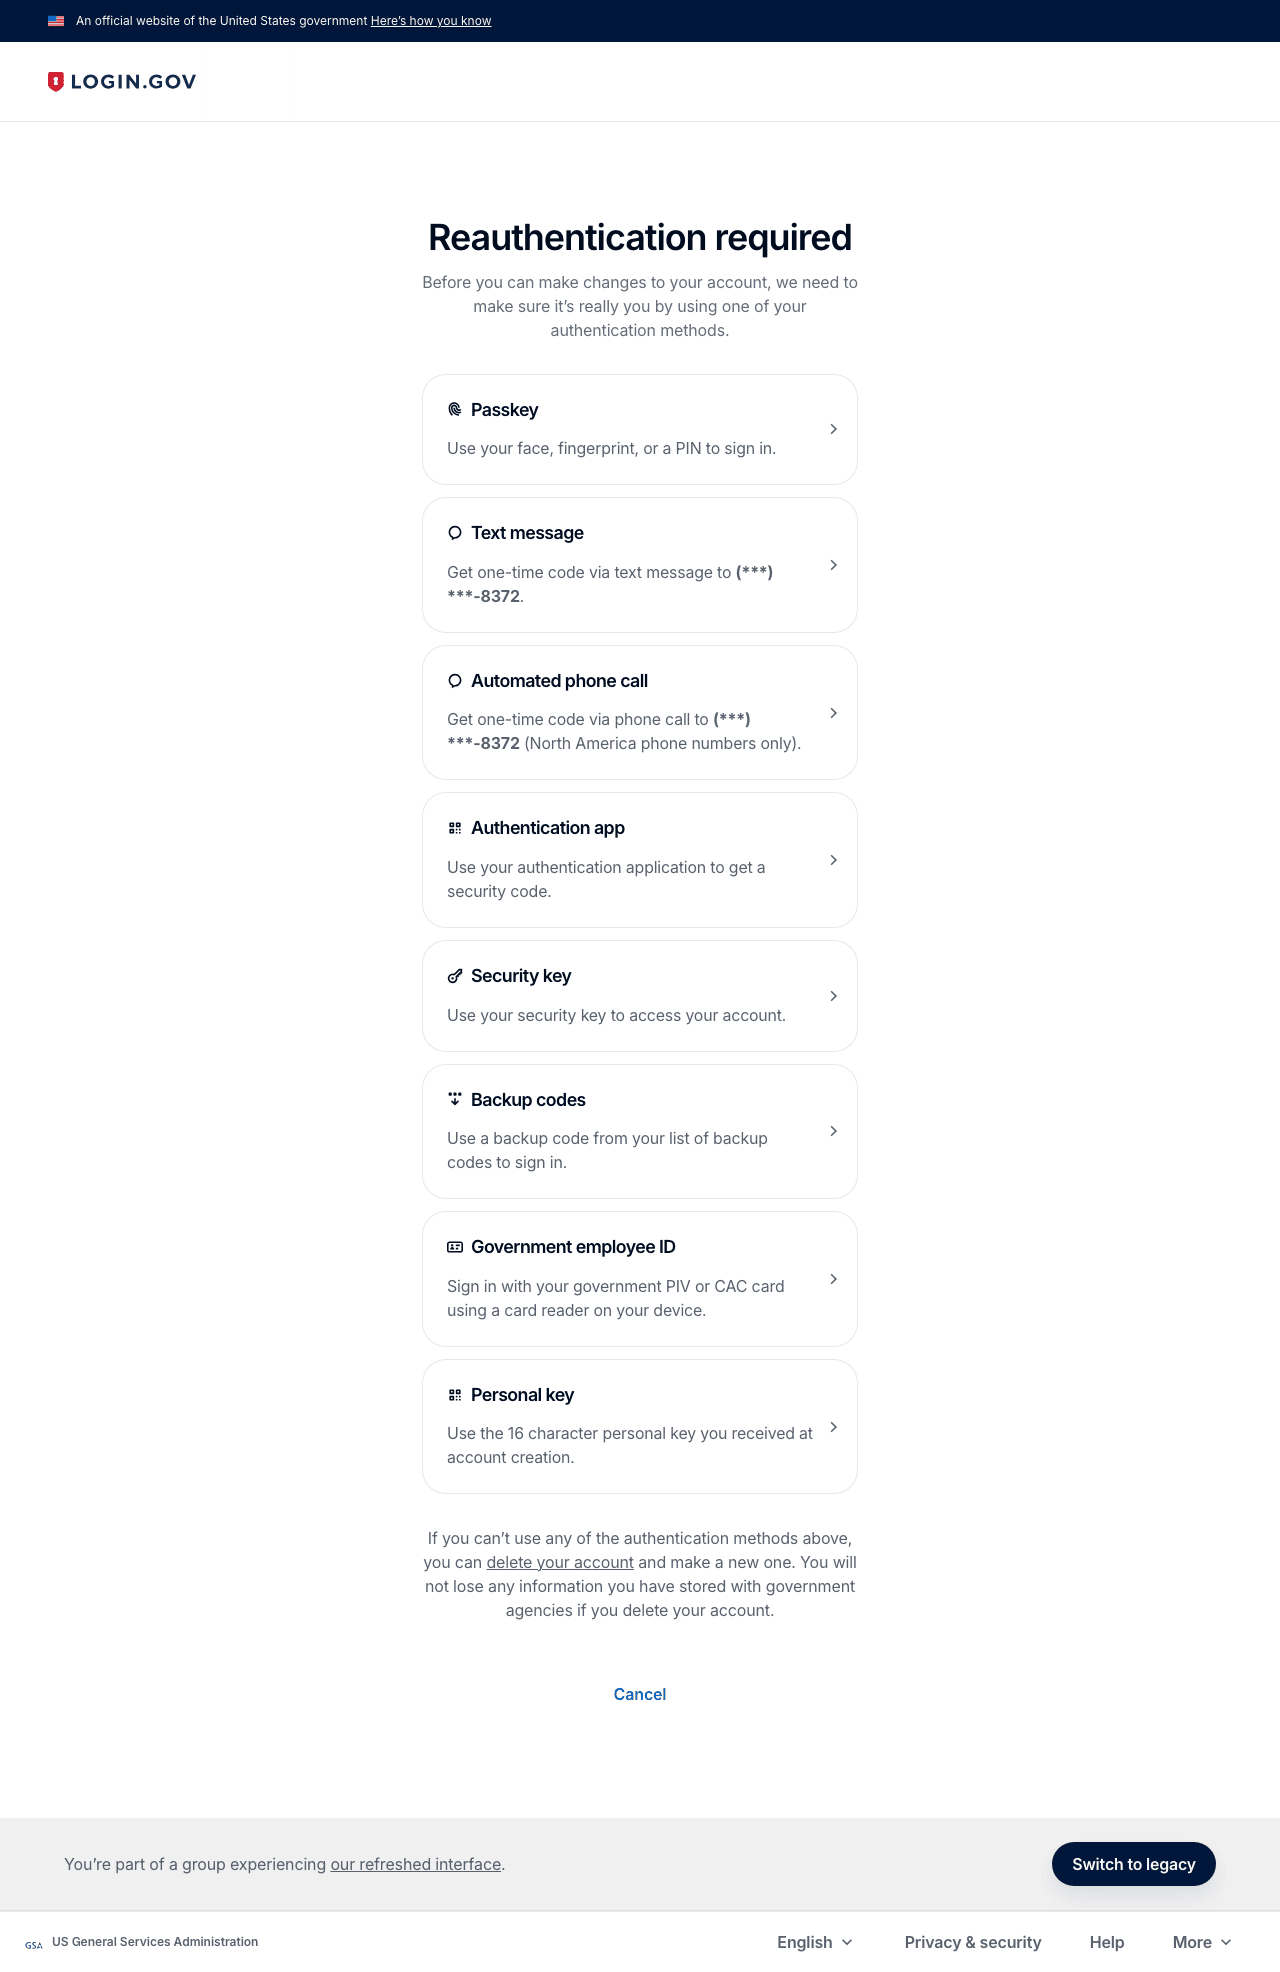 An official website of the United States government Here’s how you know
LOGIN.GOV
Reauthentication required
Before you can make changes to your account, we need to
make sure it’s really you by using one of your
authentication methods.
Passkey
Use your face, fingerprint, or a PIN to sign in.
Text message
Get one-time code via text message to (***)
***-8372.
Automated phone call
Get one-time code via phone call to (***)
***-8372 (North America phone numbers only).
Authentication app
Use your authentication application to get a
security code.
Security key
Use your security key to access your account.
Backup codes
Use a backup code from your list of backup
codes to sign in.
Government employee ID
Sign in with your government PIV or CAC card
using a card reader on your device.
Personal key
Use the 16 character personal key you received at
account creation.
If you can’t use any of the authentication methods above,
you can delete your account and make a new one. You will
not lose any information you have stored with government
agencies if you delete your account.
Cancel
You’re part of a group experiencing our refreshed interface.
Switch to legacy
GSA US General Services Administration
English Privacy & security Help More